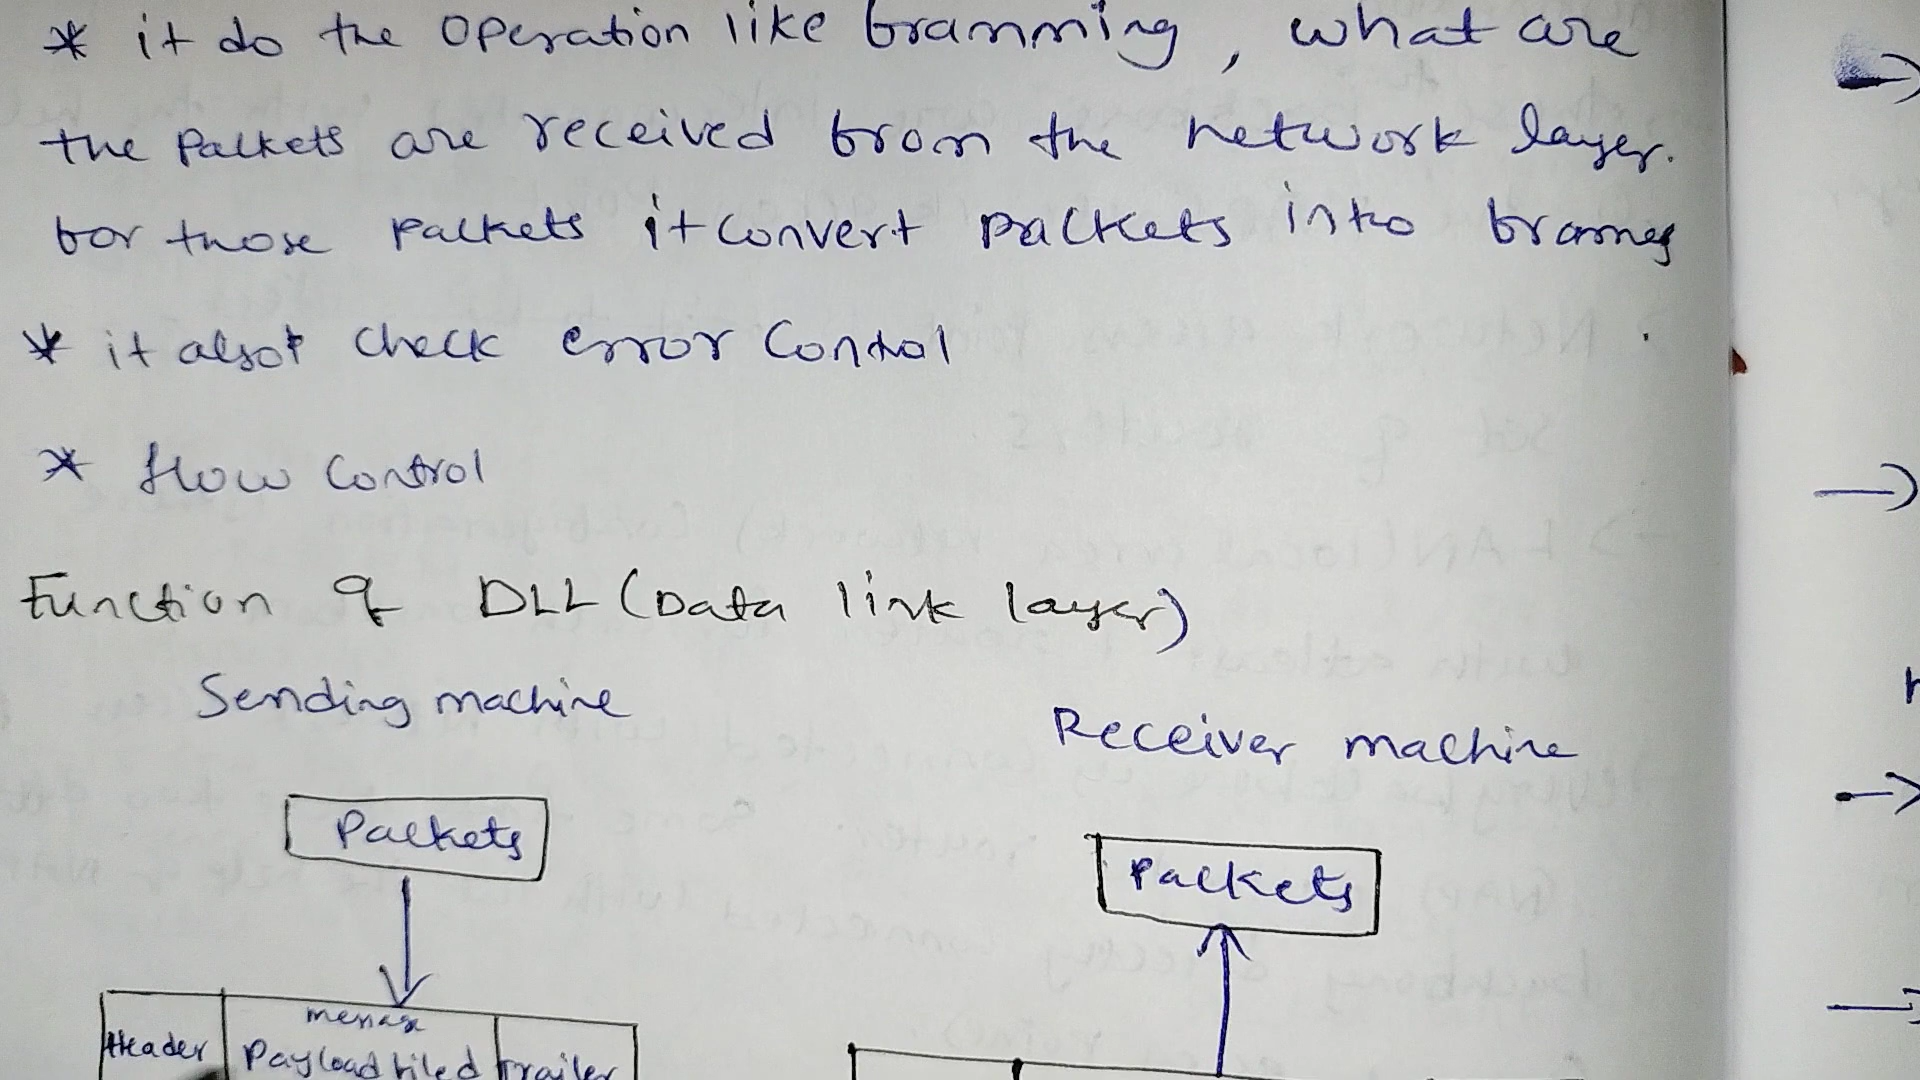 * it do the operation like framming, what are
the Packets are received from the network layer.
for those Packets it convert packets into frames
* it also check error Control
* flow Control
Function of DLL (Data link layer)
Sending machine
Receiver machine
Packets
Packets
Header
message
Payload filed
Trailer